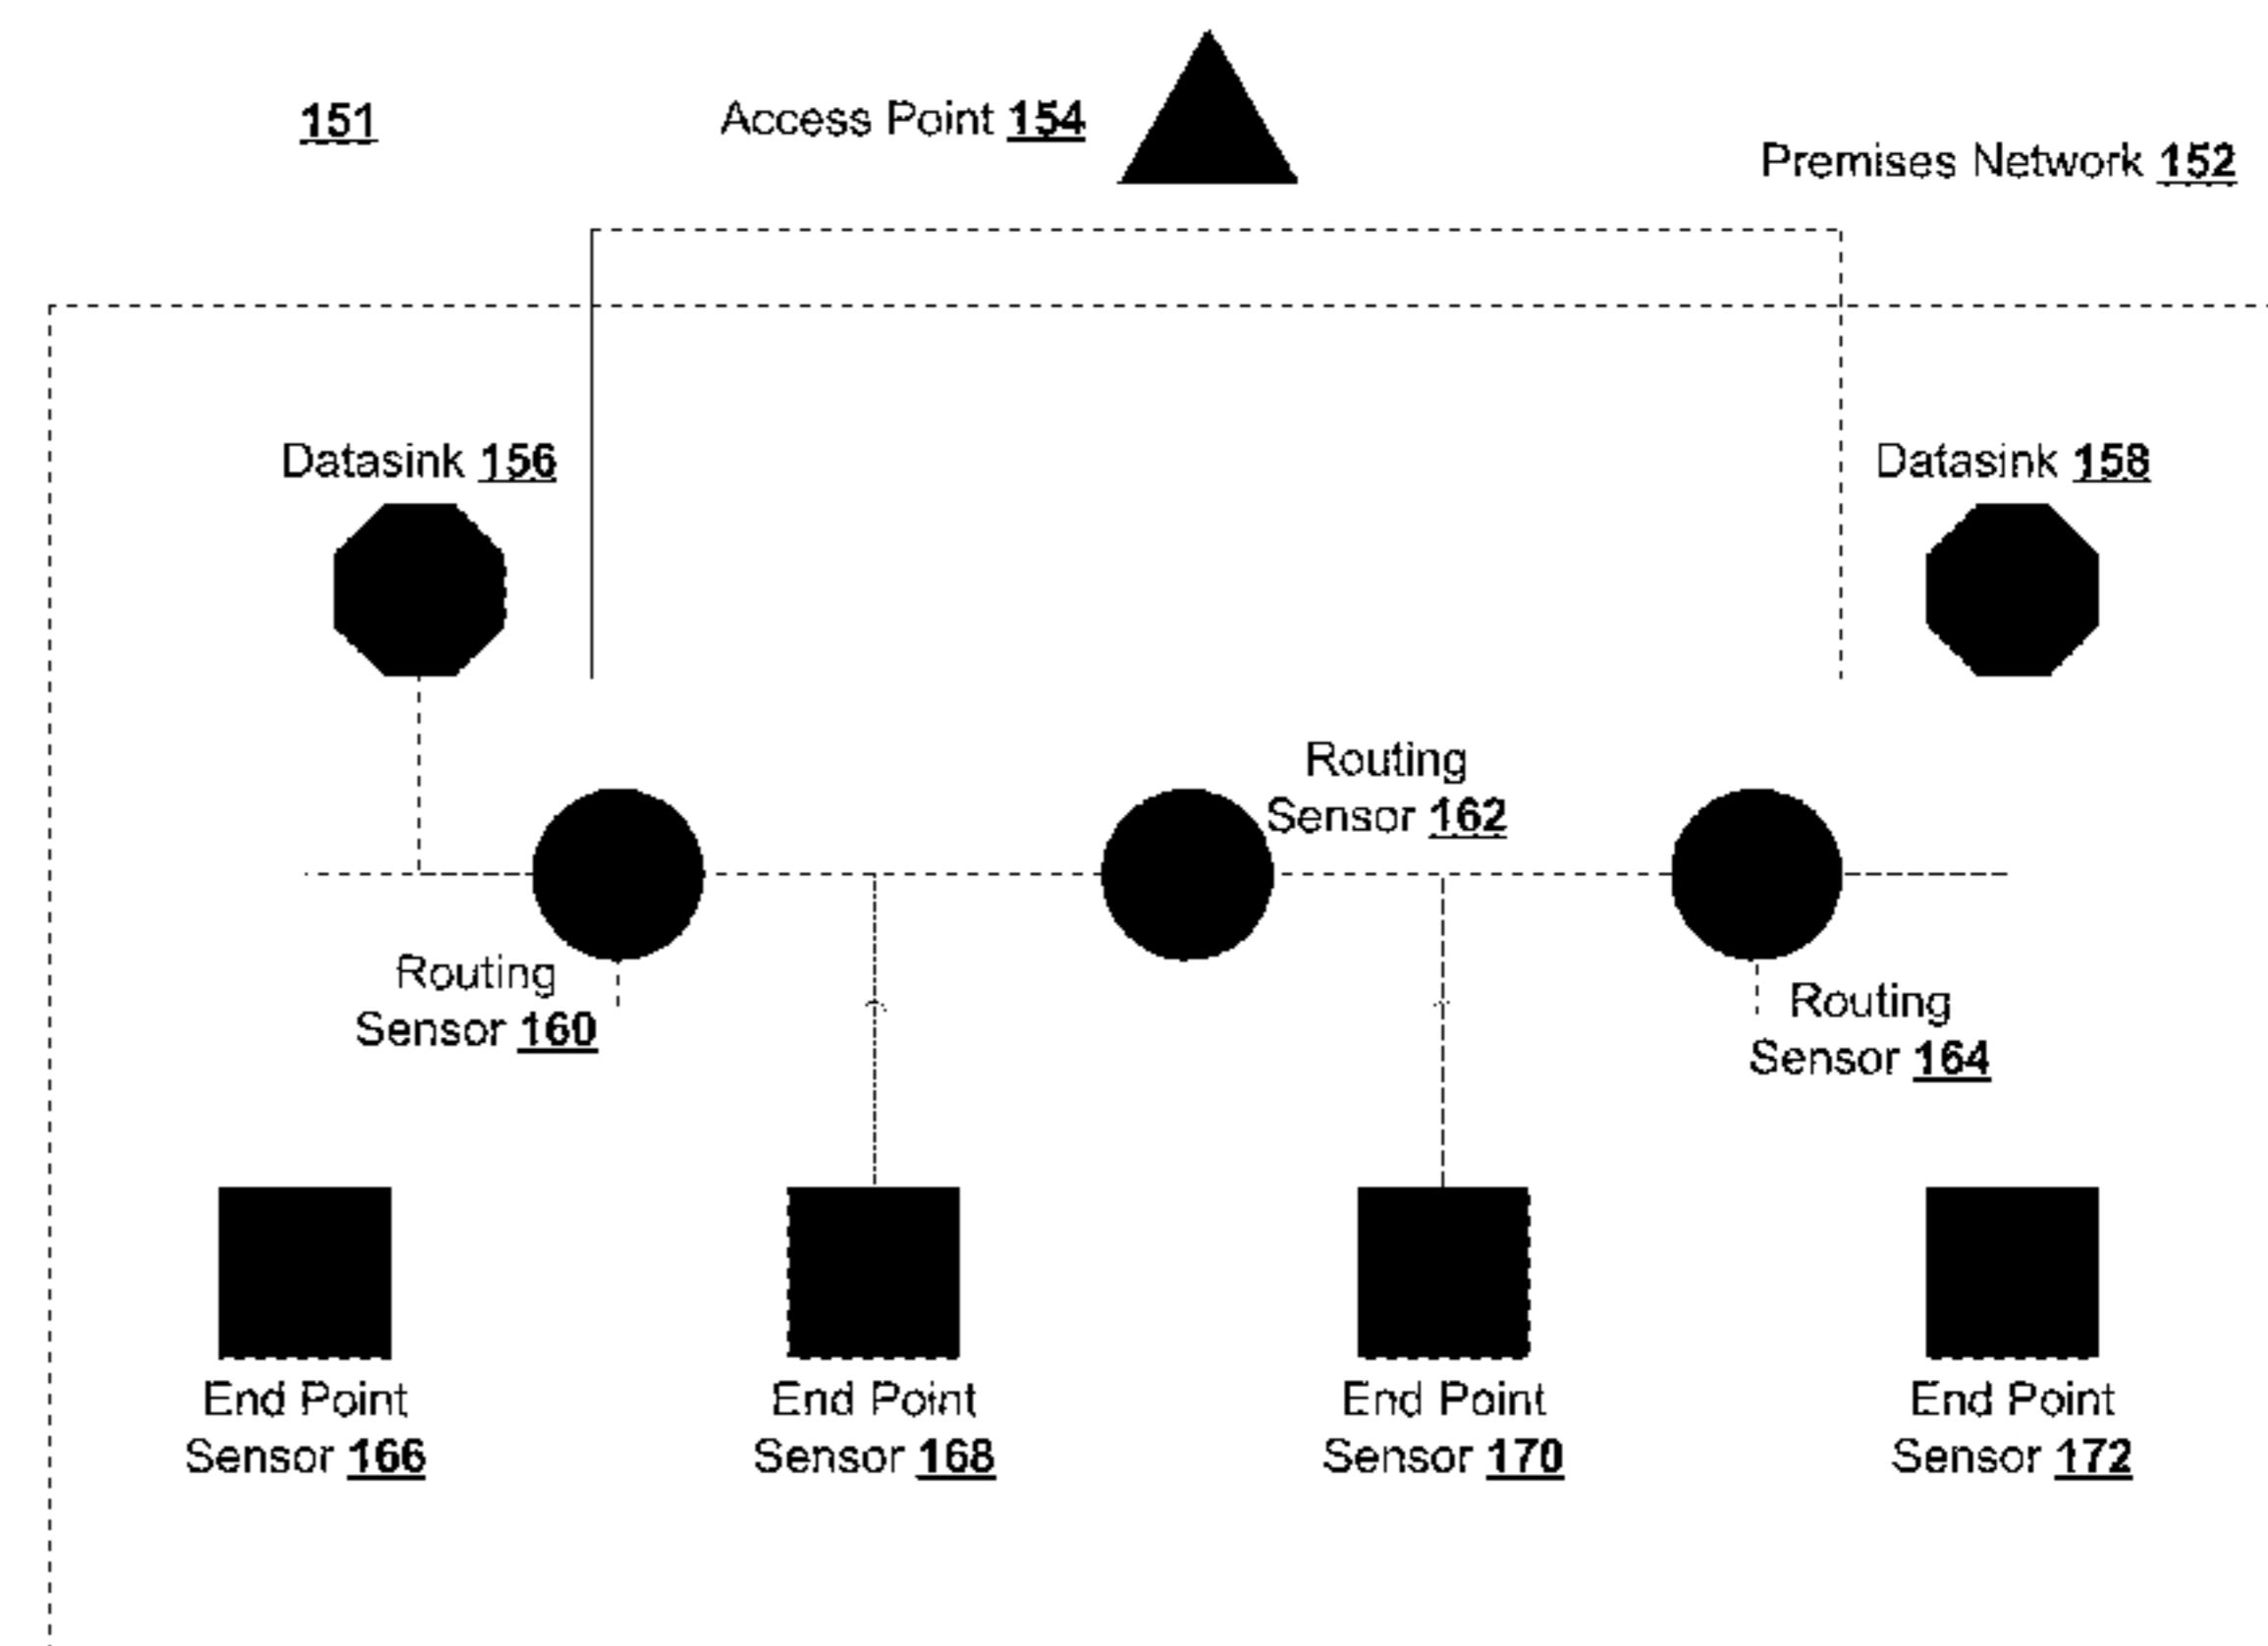 151
Access Point 154
Premises Network 152
Datasink 156
Datasink 158
Routing
Sensor 162
Routing
Sensor 160
Routing
Sensor 164
End Point
Sensor 166
End Point
Sensor 168
End Point
Sensor 170
End Point
Sensor 172